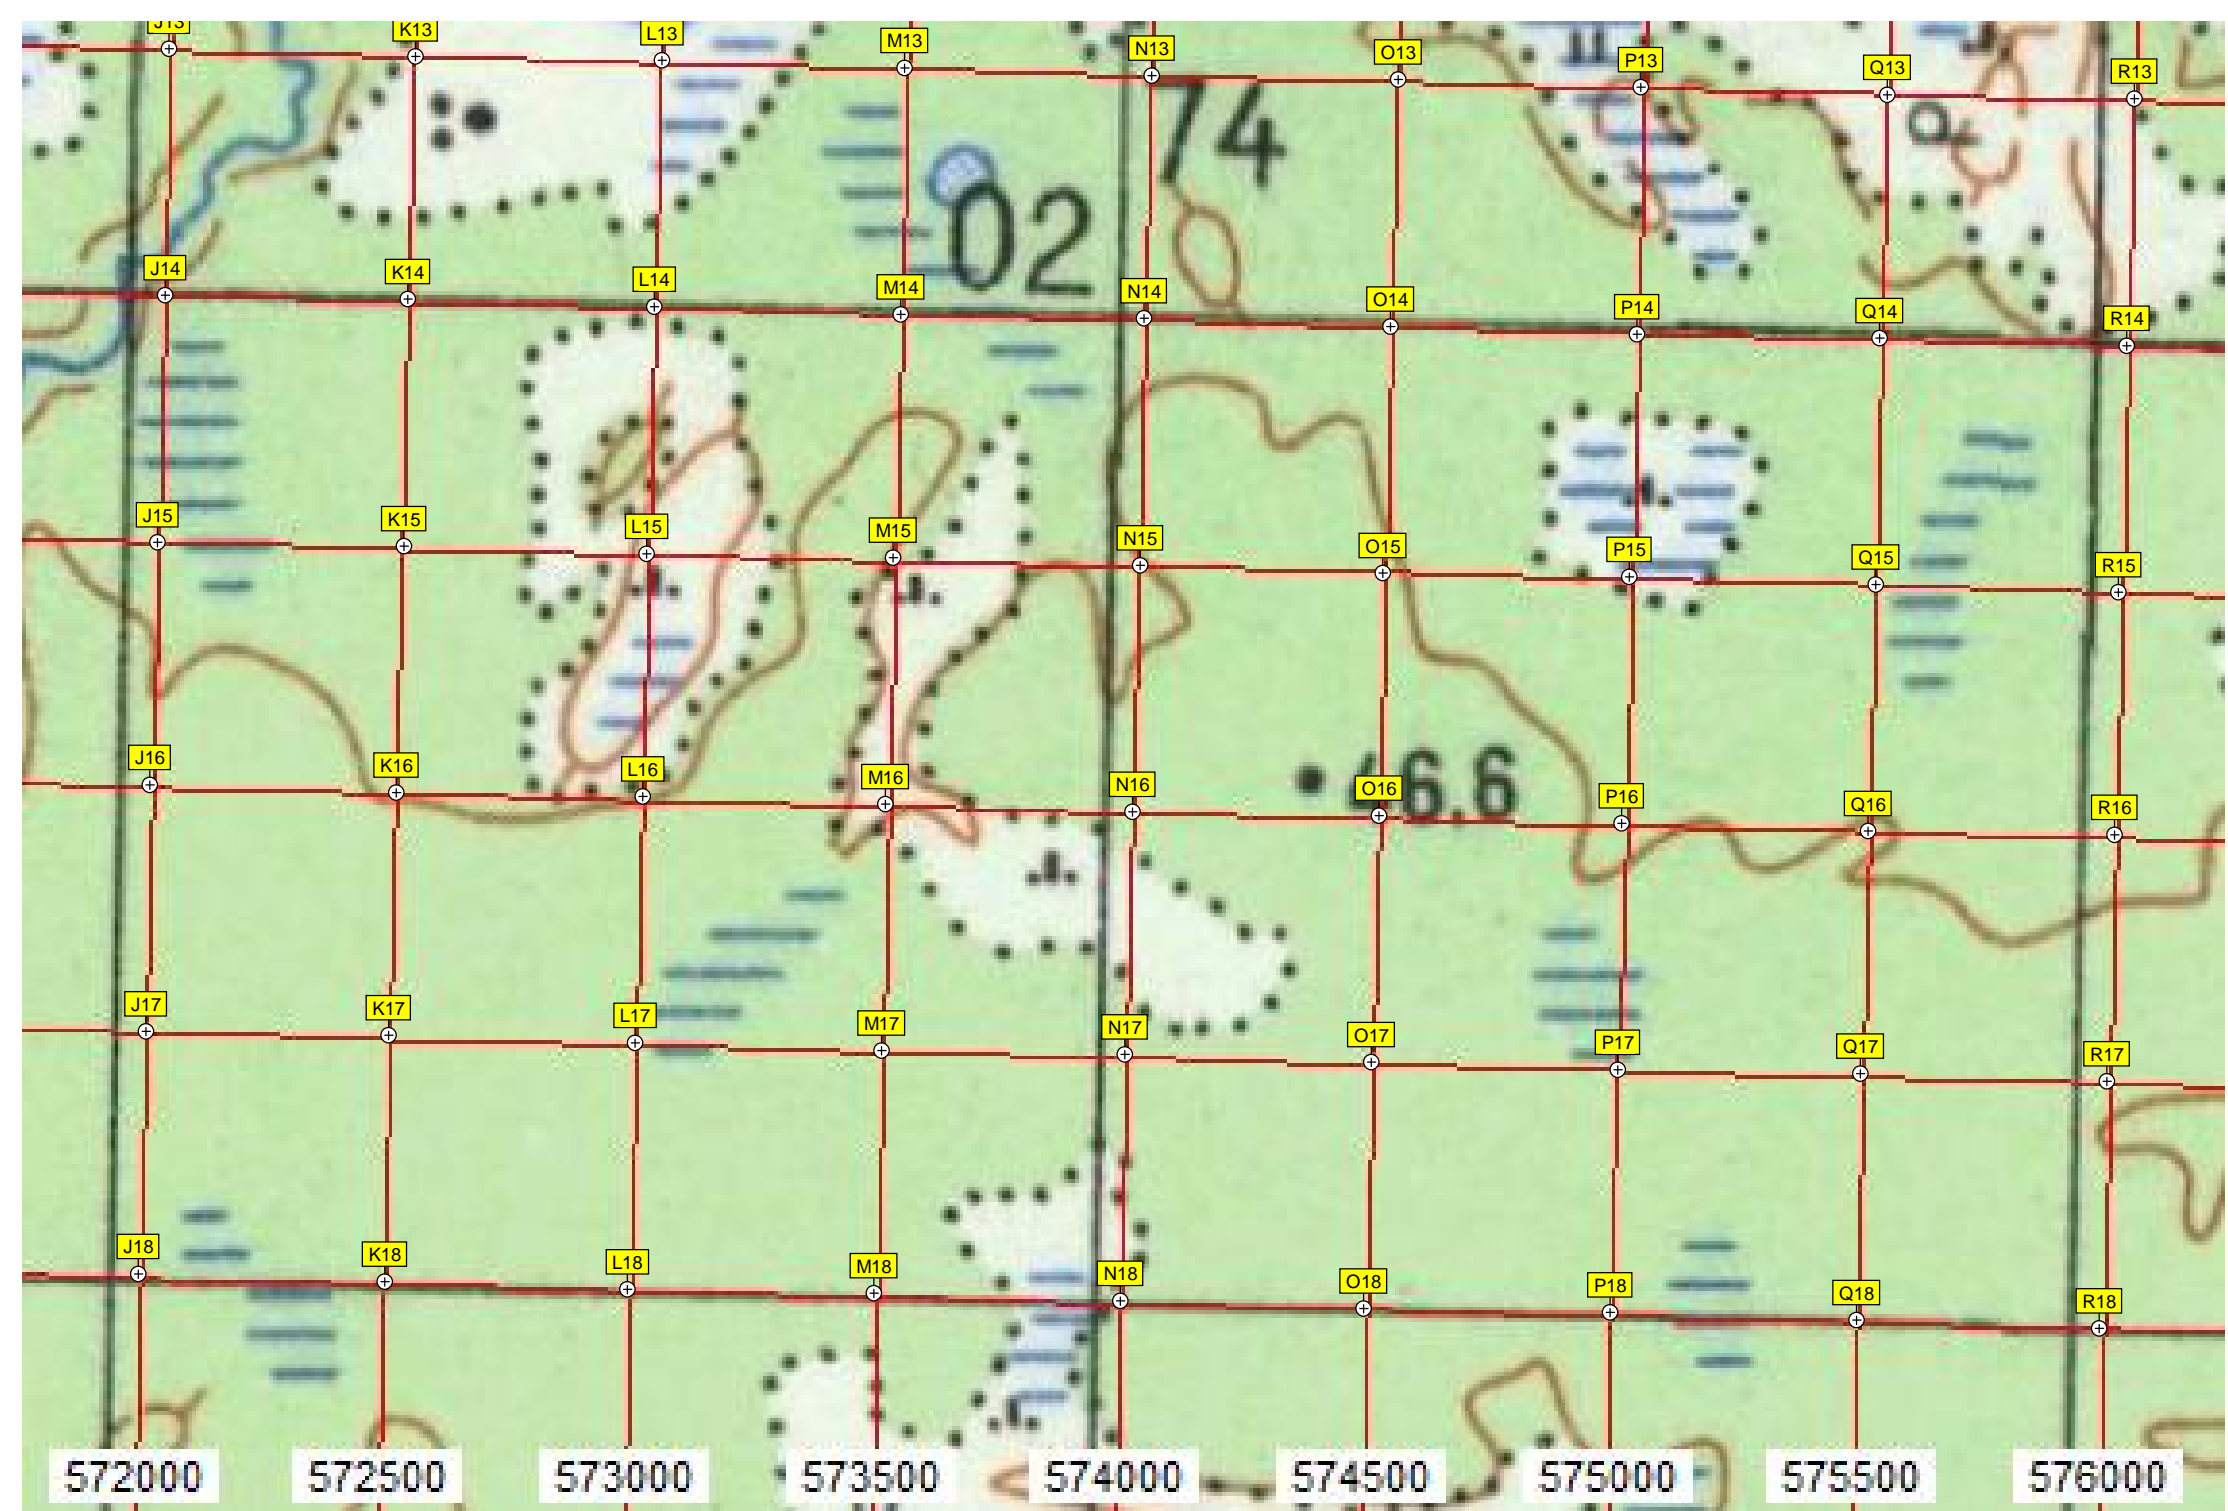 J13 K13 L13 M13 N13 O13 P13 Q13 R13
74
02
J14 K14 L14 M14 N14 O14 P14 Q14 R14
J15 K15 L15 M15 N15 O15 P15 Q15 R15
J16 K16 L16 M16 N16 O16 P16 Q16 R16
46.6
J17 K17 L17 M17 N17 O17 P17 Q17 R17
J18 K18 L18 M18 N18 O18 P18 Q18 R18
572000 572500 573000 573500 574000 574500 575000 575500 576000